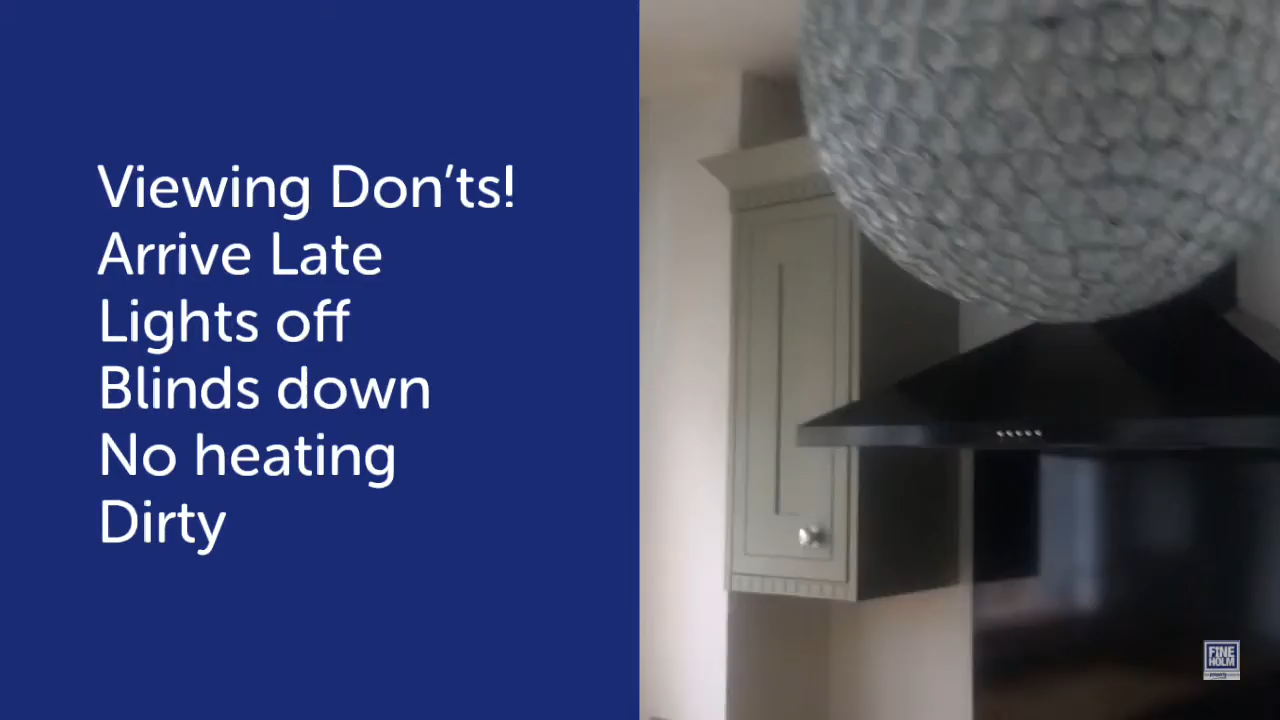 Viewing Don’ts!
Arrive Late
Lights off
Blinds down
No heating
Dirty
FINE
HOLM